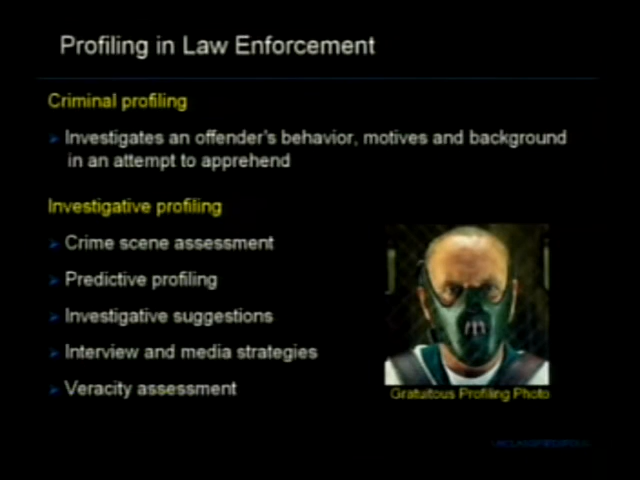 Profiling in Law Enforcement
Criminal profiling
Investigates an offender's behavior, motives and background
in an attempt to apprehend
Investigative profiling
Crime scene assessment
Predictive profiling
Investigative suggestions
Interview and media strategies
Veracity assessment
Gratuitous Profiling Photo